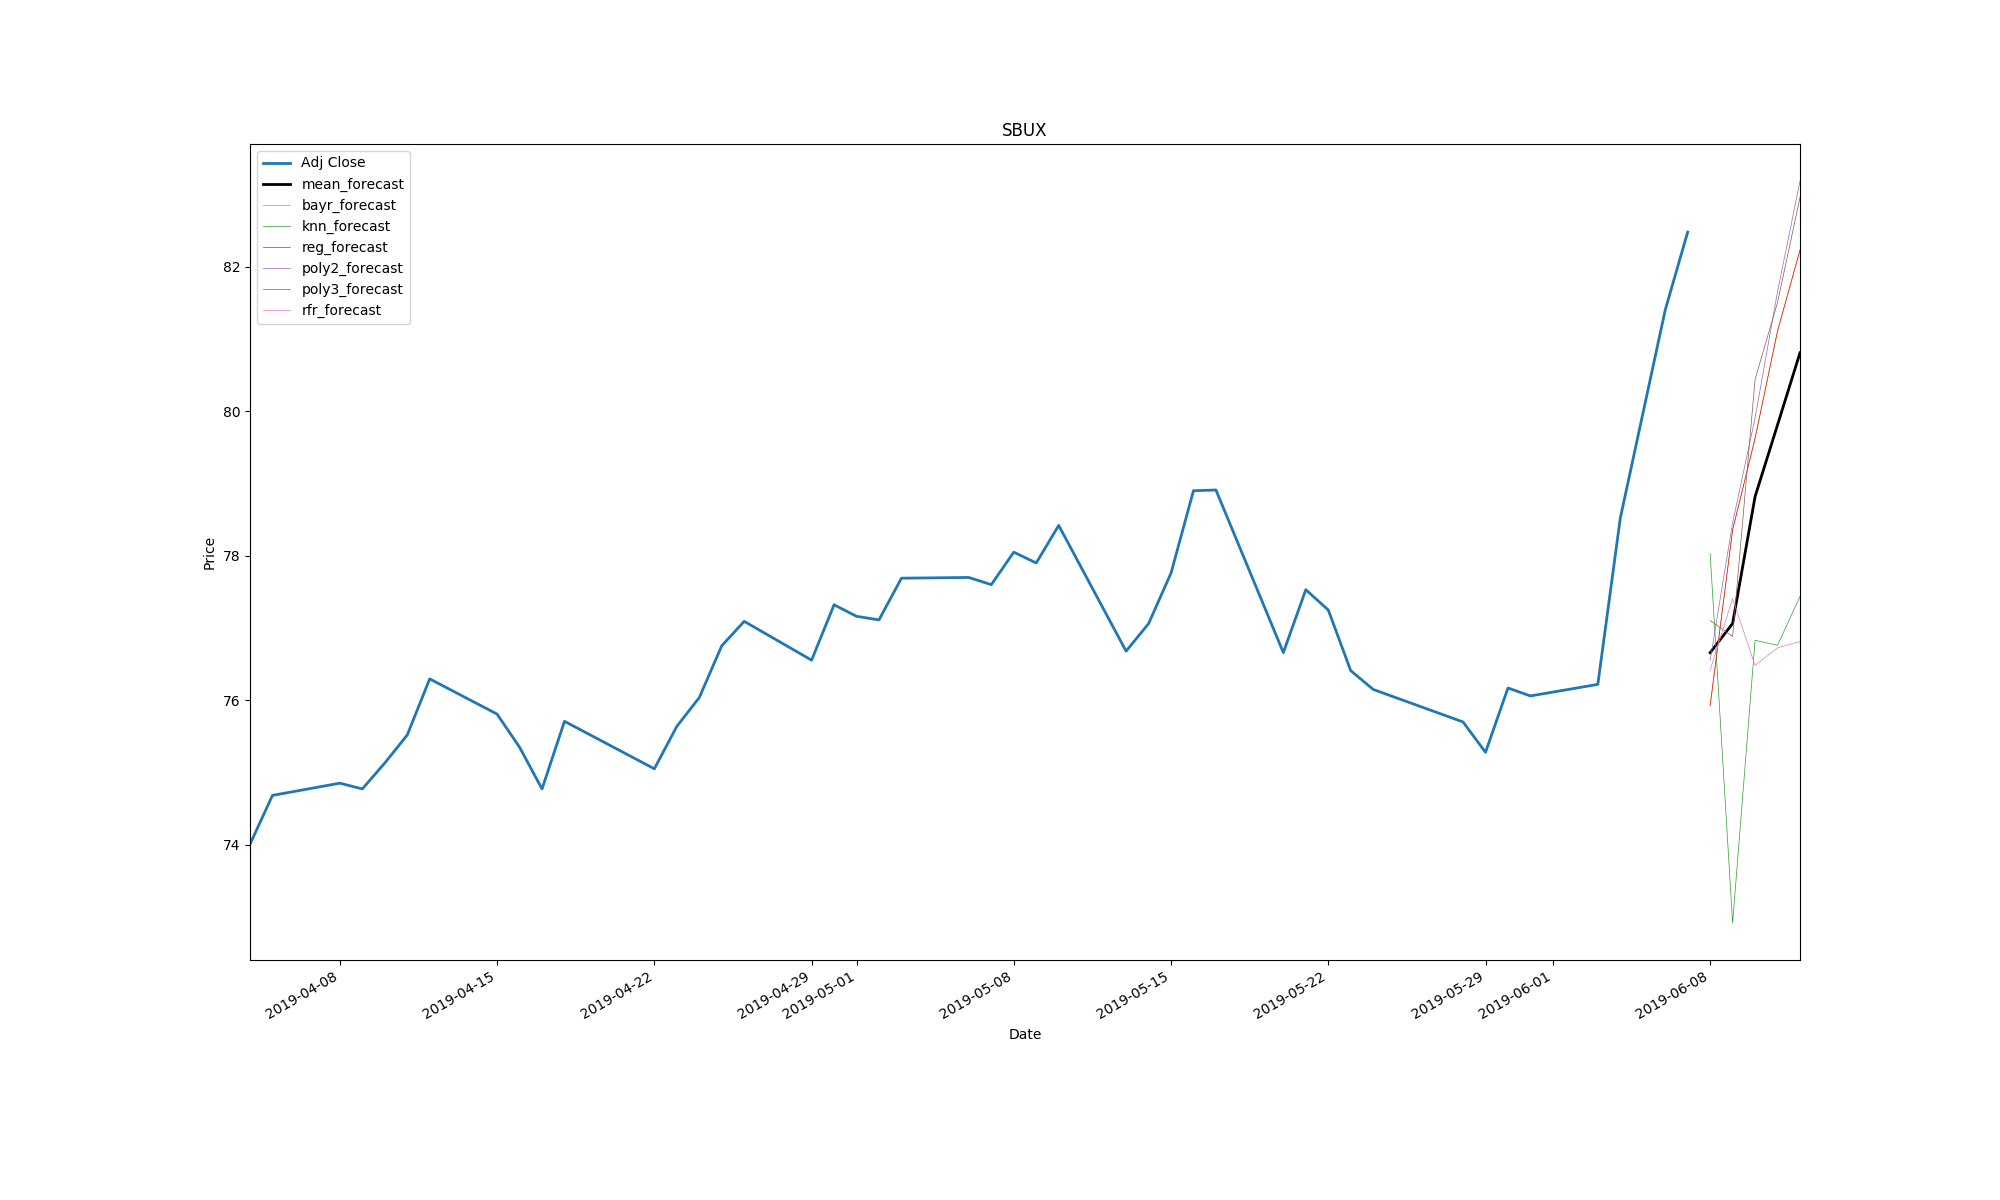 SBUX
Adj Close
mean_forecast
bayr_forecast
knn_forecast
reg_forecast
poly2_forecast
poly3_forecast
rfr_forecast
82
80
78
76
74
Price
2019-04-08
2019-04-15
2019-04-22
2019-04-29
2019-05-01
2019-05-08
2019-05-15
2019-05-22
2019-05-29
2019-06-01
2019-06-08
Date